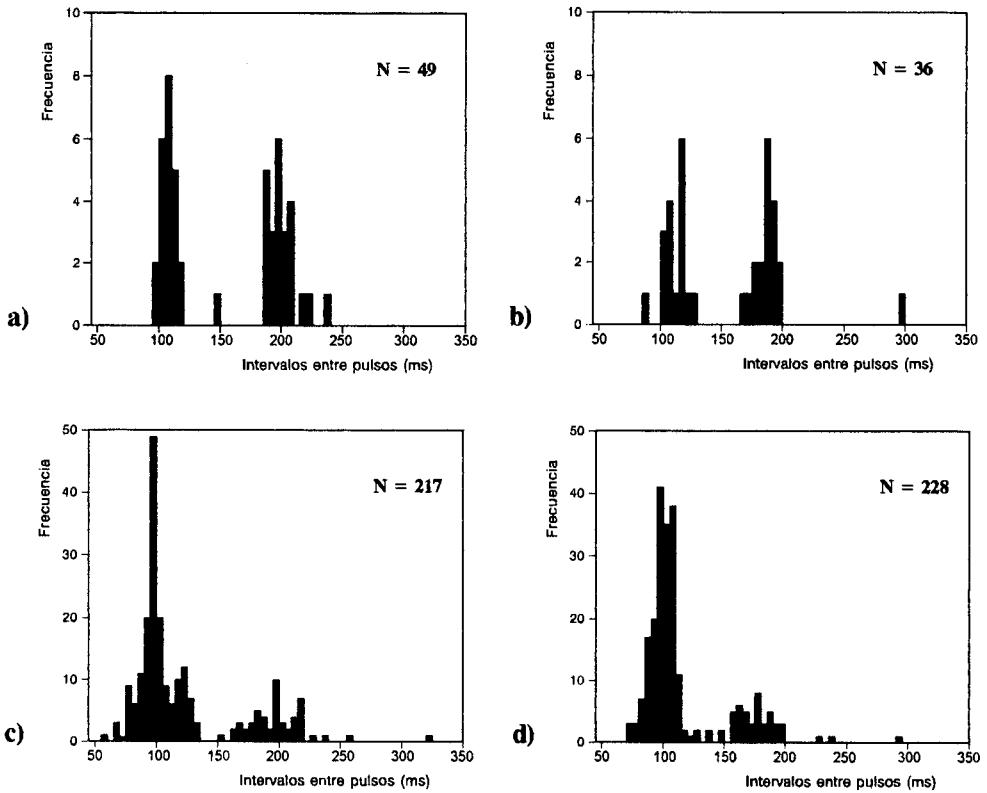 10
8
6
4
2
0
Frecuencia
N = 49
50 100 150 200 250 300 350
Intervalos entre pulsos (ms)
a)
10
8
6
4
2
0
Frecuencia
N = 36
50 100 150 200 250 300 350
Intervalos entre pulsos (ms)
b)
50
40
30
20
10
0
Frecuencia
N = 217
50 100 150 200 250 300 350
Intervalos entre pulsos (ms)
c)
50
40
30
20
10
0
Frecuencia
N = 228
50 100 150 200 250 300 350
Intervalos entre pulsos (ms)
d)